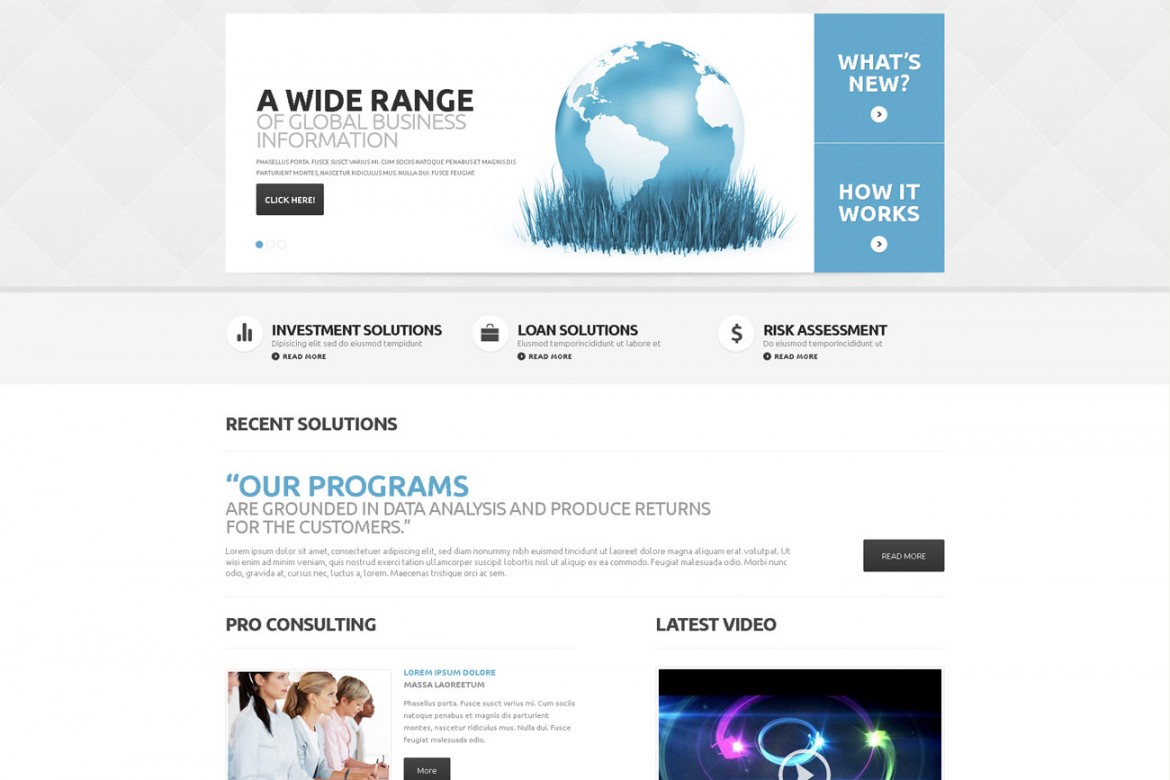 A WIDE RANGE
OF GLOBAL BUSINESS
INFORMATION
PHASELLUS PORTA. FUSCE SUSCT VARIUS MI. CUM SOCIIS NATOQUE PENABUS ET MAGNIS DIS
PARTURIENT MONTES, NASCETUR RIDICULUS MUS. NULLA DUI. FUSCE FEUGIAT
CLICK HERE!
WHAT'S
NEW?
HOW IT
WORKS
INVESTMENT SOLUTIONS
Dipisicing elit sed do eiusmod tempidunt
READ MORE
LOAN SOLUTIONS
Eiusmod temporincididunt ut labore et
READ MORE
RISK ASSESSMENT
Do eiusmod temporincididunt ut
READ MORE
RECENT SOLUTIONS
“OUR PROGRAMS
ARE GROUNDED IN DATA ANALYSIS AND PRODUCE RETURNS
FOR THE CUSTOMERS.”
Lorem ipsum dolor sit amet, consectetuer adipiscing elit, sed diam nonummy nibh euismod tincidunt ut laoreet dolore magna aliquam erat volutpat. Ut
wisi enim ad minim veniam, quis nostrud exerci tation ullamcorper suscipit lobortis nisl ut aliquip ex ea commodo. Feugiat malesuada odio. Morbi nunc
odio, gravida at, cursus nec, luctus a, lorem. Maecenas tristique orci ac sem.
READ MORE
PRO CONSULTING
LOREM IPSUM DOLORE
MASSA LAOREETUM
Phasellus porta. Fusce susct varius mi. Cum sociis
natoque penabus et magnis dis parturient
montes, nascetur ridiculus mus. Nulla dui. Fusce
feugiat malesuada odio.
More
LATEST VIDEO